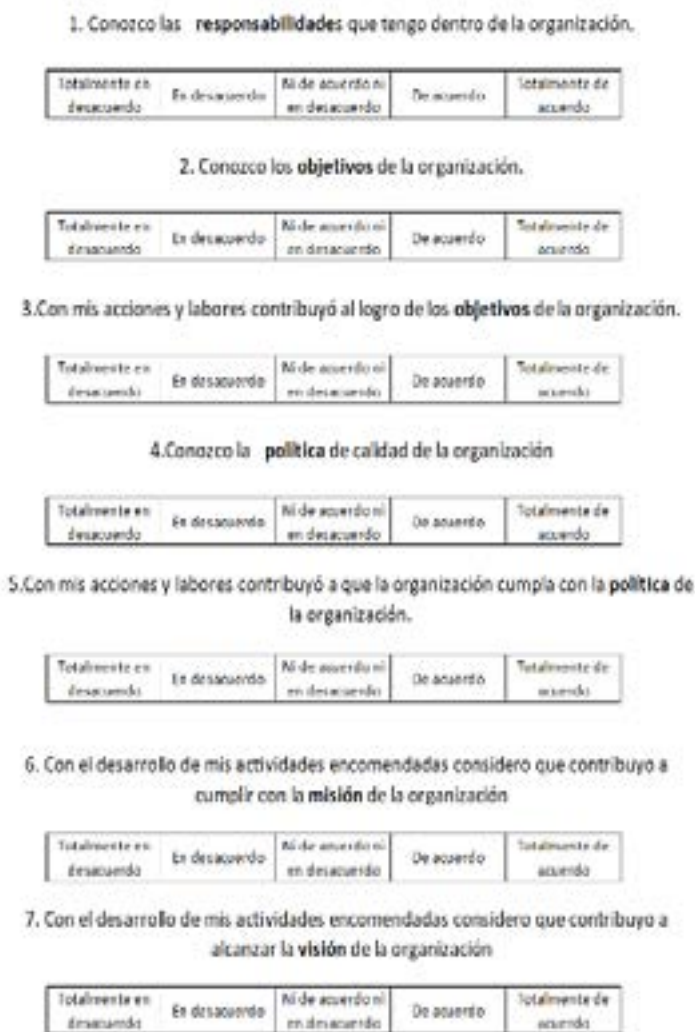 1. Conozco las responsabilidades que tengo dentro de la organización.
Totalmente en desacuerdo En desacuerdo Ni de acuerdo ni en desacuerdo De acuerdo Totalmente de acuerdo
2. Conozco los objetivos de la organización.
Totalmente en desacuerdo En desacuerdo Ni de acuerdo ni en desacuerdo De acuerdo Totalmente de acuerdo
3.Con mis acciones y labores contribuyó al logro de los objetivos de la organización.
Totalmente en desacuerdo En desacuerdo Ni de acuerdo ni en desacuerdo De acuerdo Totalmente de acuerdo
4.Conozco la política de calidad de la organización
Totalmente en desacuerdo En desacuerdo Ni de acuerdo ni en desacuerdo De acuerdo Totalmente de acuerdo
5.Con mis acciones y labores contribuyó a que la organización cumpla con la política de
la organización.
Totalmente en desacuerdo En desacuerdo Ni de acuerdo ni en desacuerdo De acuerdo Totalmente de acuerdo
6. Con el desarrollo de mis actividades encomendadas considero que contribuyo a
cumplir con la misión de la organización
Totalmente en desacuerdo En desacuerdo Ni de acuerdo ni en desacuerdo De acuerdo Totalmente de acuerdo
7. Con el desarrollo de mis actividades encomendadas considero que contribuyo a
alcanzar la visión de la organización
Totalmente en desacuerdo En desacuerdo Ni de acuerdo ni en desacuerdo De acuerdo Totalmente de acuerdo